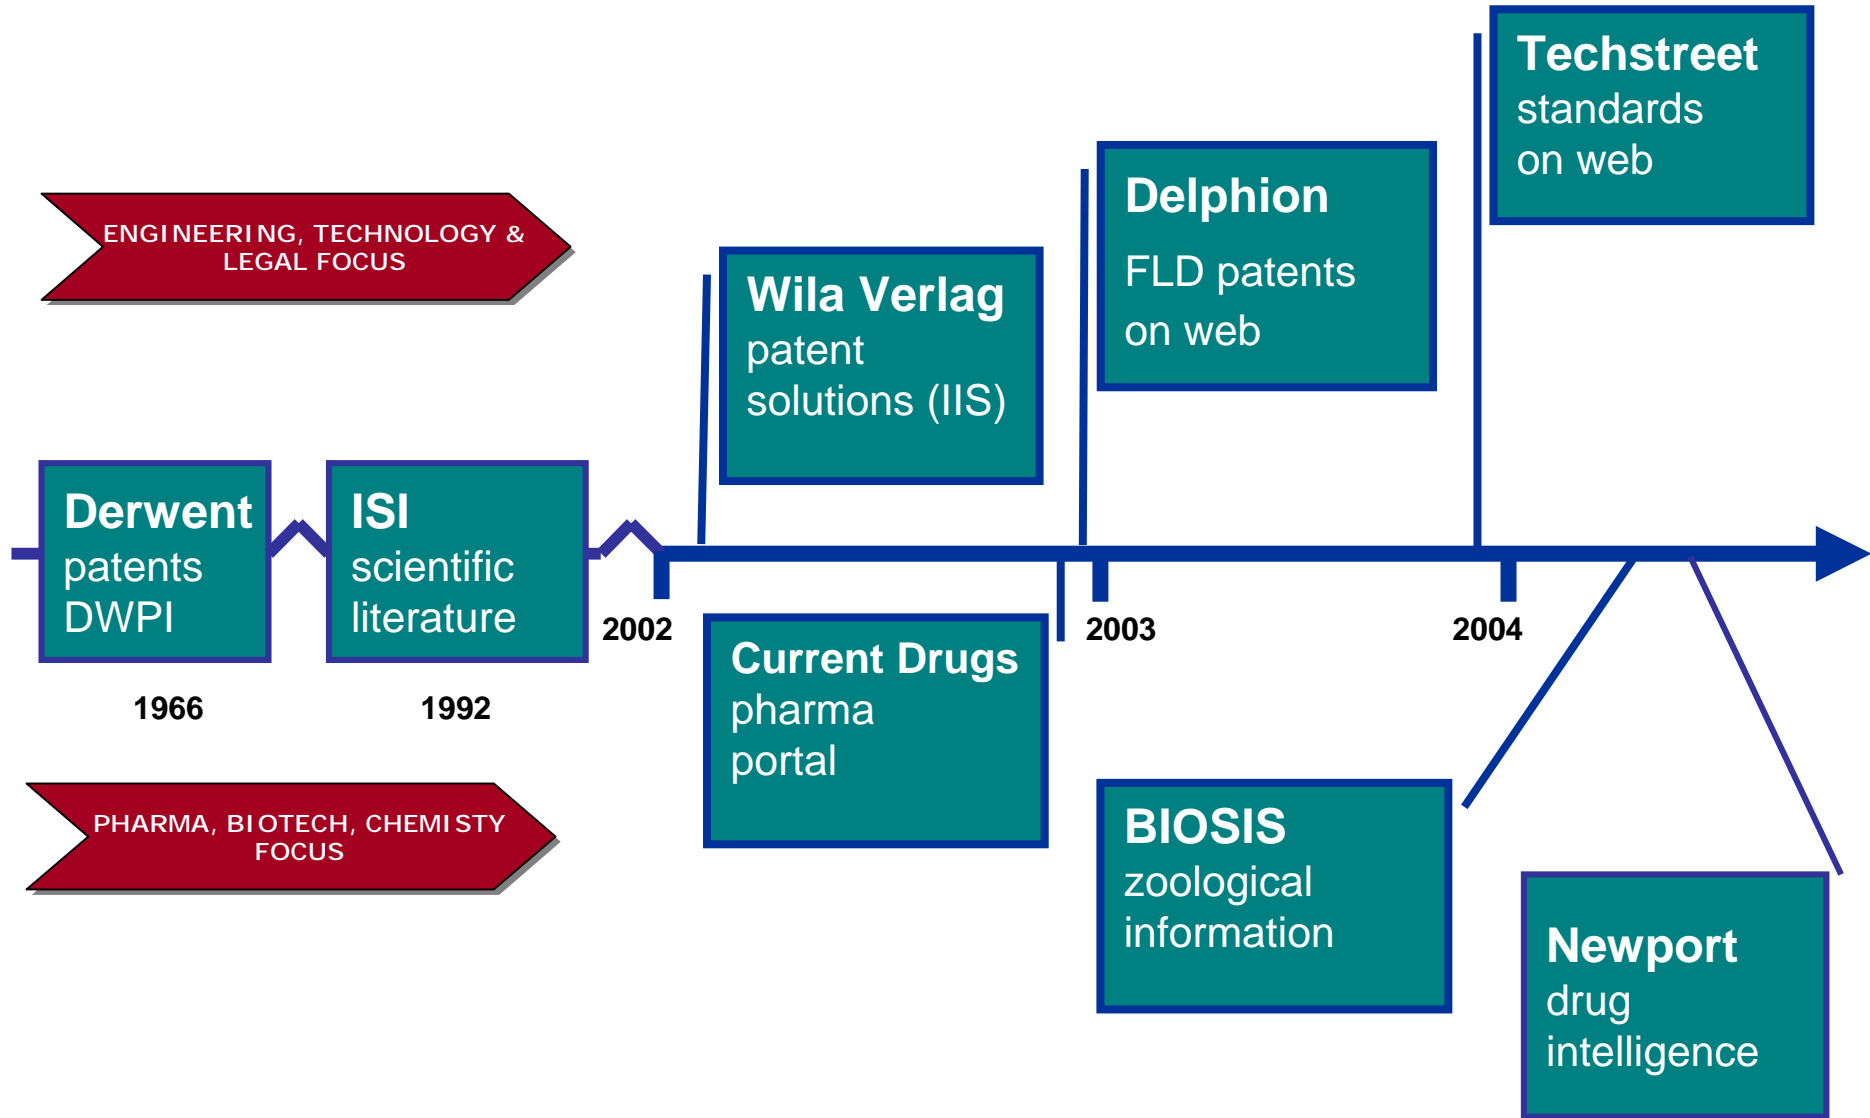 Techstreet
standards
on web
Delphion
FLD patents
on web
ENGINEERING, TECHNOLOGY &
LEGAL FOCUS
Wila Verlag
patent
solutions (IIS)
Derwent
patents
DWPI
ISI
scientific
literature
2002
2003
2004
1966
1992
Current Drugs
pharma
portal
PHARMA, BIOTECH, CHEMISTY
FOCUS
BIOSIS
zoological
information
Newport
drug
intelligence